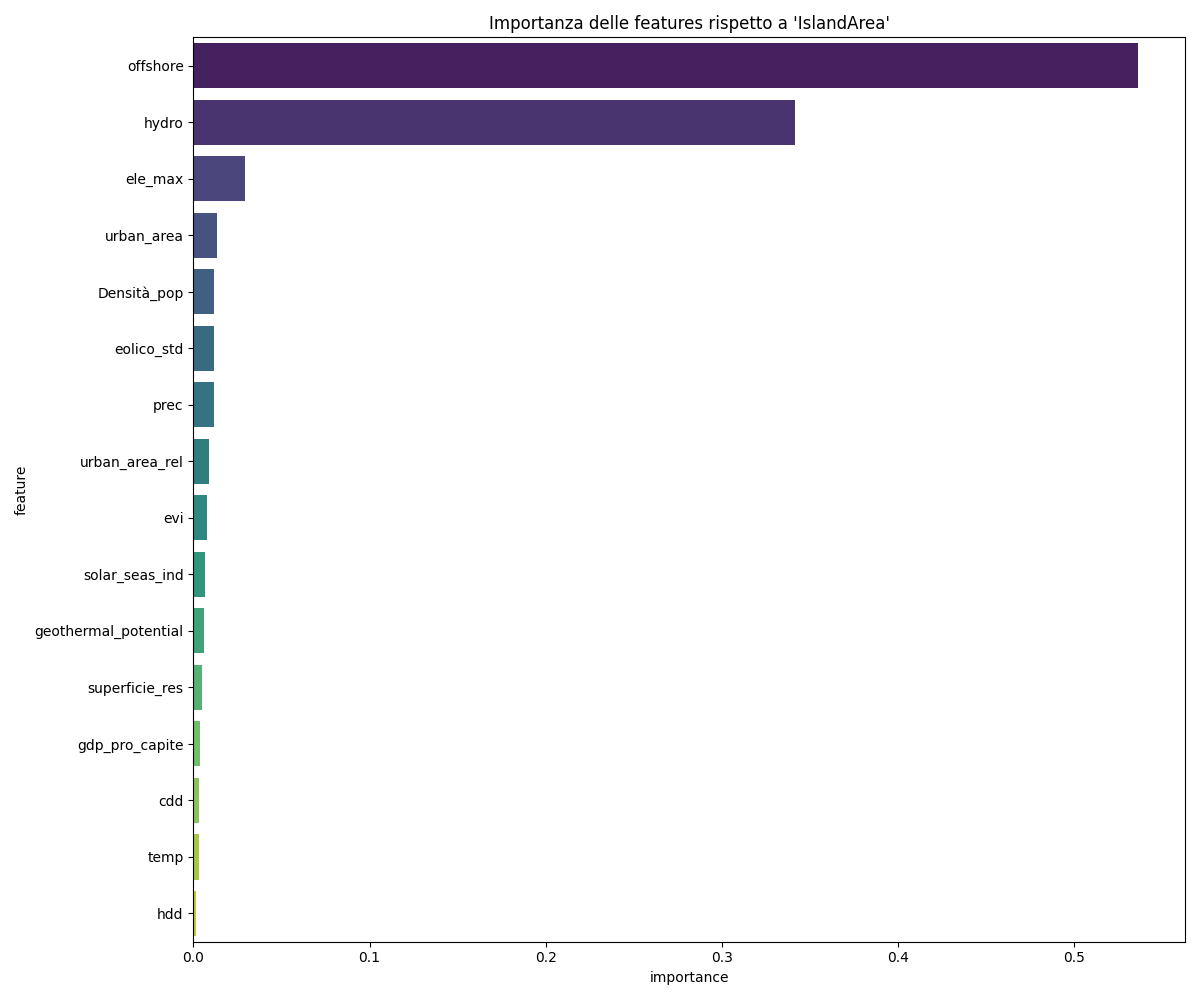 Importanza delle features rispetto a 'IslandArea'
offshore
hydro
ele_max
urban_area
Densità_pop
eolico_std
prec
urban_area_rel
evi
solar_seas_ind
geothermal_potential
superficie_res
gdp_pro_capite
cdd
temp
hdd
feature
0.0 0.1 0.2 0.3 0.4 0.5
importance